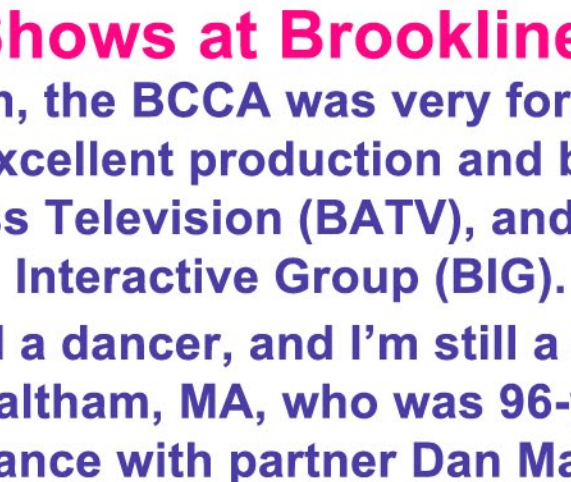 Shows at Brookline
n, the BCCA was very for
xcellent production and b
ss Television (BATV), and
Interactive Group (BIG).
l a dancer, and I’m still a
altham, MA, who was 96-
ance with partner Dan Ma